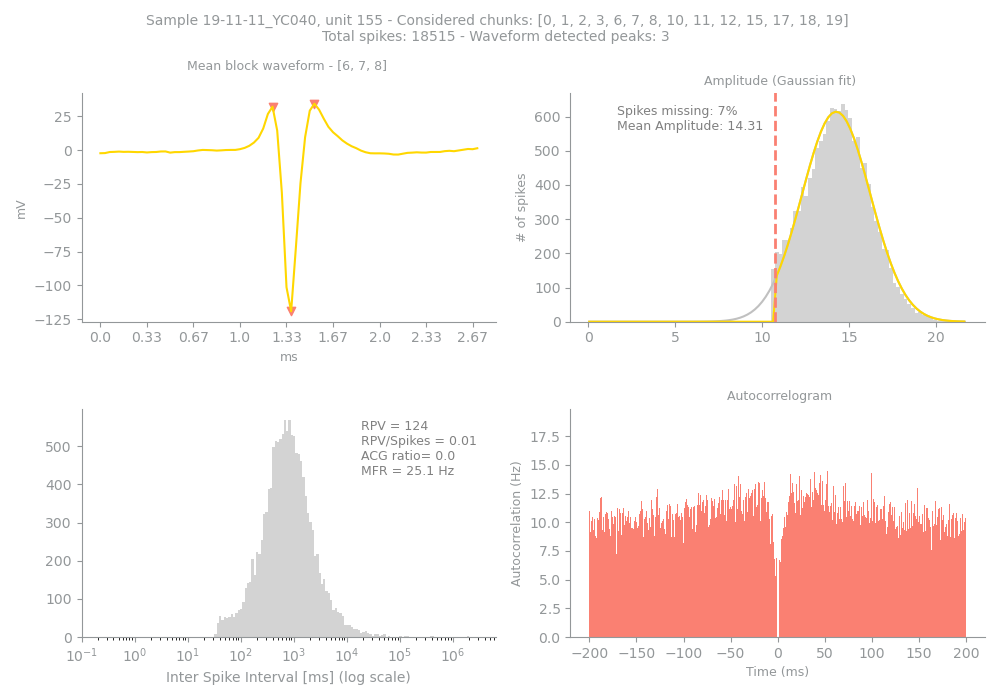 Sample 19-11-11_YC040, unit 155 - Considered chunks: [0, 1, 2, 3, 6, 7, 8, 10, 11, 12, 15, 17, 18, 19]
Total spikes: 18515 - Waveform detected peaks: 3
Mean block waveform - [6, 7, 8]
25
0
−25
−50
−75
−100
−125
mV
0.0 0.33 0.67 1.0 1.33 1.67 2.0 2.33 2.67
ms
Amplitude (Gaussian fit)
Spikes missing: 7%
Mean Amplitude: 14.31
600
500
400
300
200
100
0
# of spikes
0 5 10 15 20
RPV = 124
RPV/Spikes = 0.01
ACG ratio= 0.0
MFR = 25.1 Hz
500
400
300
200
100
0
10⁻¹ 10⁰ 10¹ 10² 10³ 10⁴ 10⁵ 10⁶
Inter Spike Interval [ms] (log scale)
Autocorrelogram
17.5
15.0
12.5
10.0
7.5
5.0
2.5
0.0
Autocorrelation (Hz)
−200 −150 −100 −50 0 50 100 150 200
Time (ms)